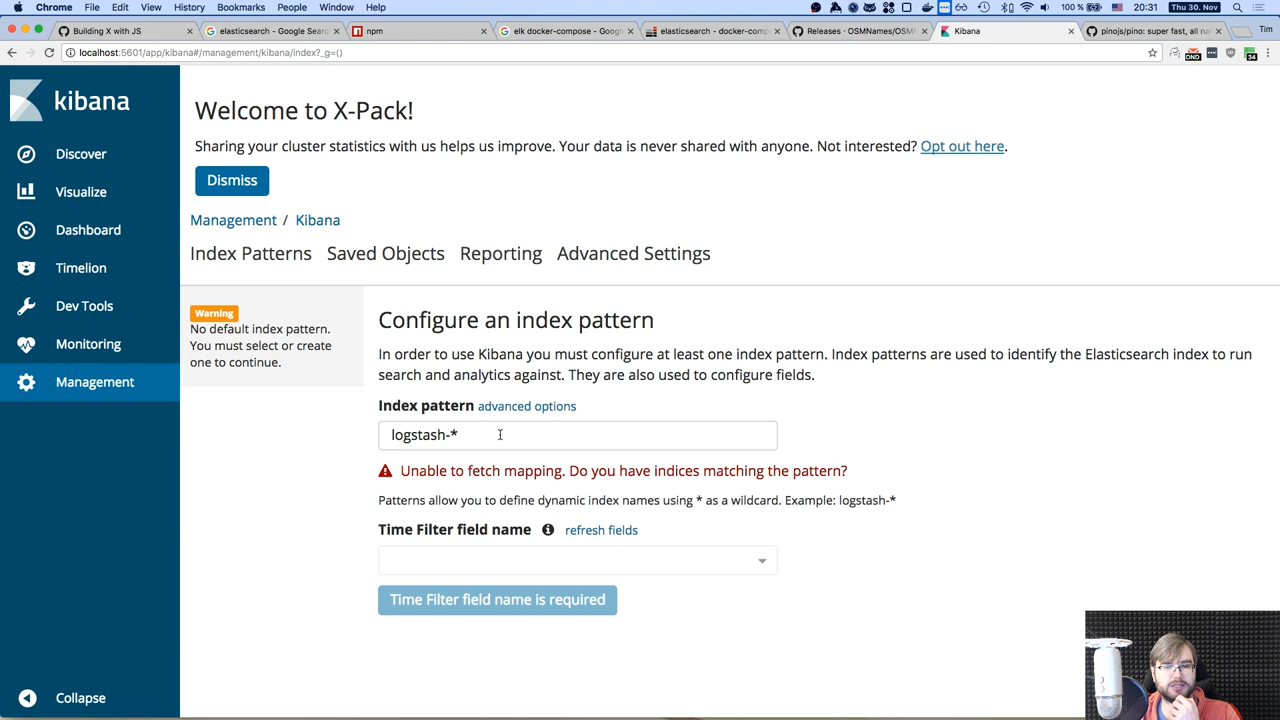 Chrome File Edit View History Bookmarks People Window Help 100 % 20:31 Thu 30. Nov
Building X with JS elasticsearch - Google Sear npm elk docker-compose - Googl elasticsearch - docker-comp Releases · OSMNames/OSM Kibana pinojs/pino: super fast, all na Tim
localhost:5601/app/kibana#/management/kibana/index?_g=() DND 34
kibana
Discover
Visualize
Dashboard
Timelion
Dev Tools
Monitoring
Management
Collapse
Welcome to X-Pack!
Sharing your cluster statistics with us helps us improve. Your data is never shared with anyone. Not interested? Opt out here.
Dismiss
Management / Kibana
Index Patterns Saved Objects Reporting Advanced Settings
Warning
No default index pattern.
You must select or create
one to continue.
Configure an index pattern
In order to use Kibana you must configure at least one index pattern. Index patterns are used to identify the Elasticsearch index to run
search and analytics against. They are also used to configure fields.
Index pattern advanced options
logstash-*
Unable to fetch mapping. Do you have indices matching the pattern?
Patterns allow you to define dynamic index names using * as a wildcard. Example: logstash-*
Time Filter field name refresh fields
Time Filter field name is required